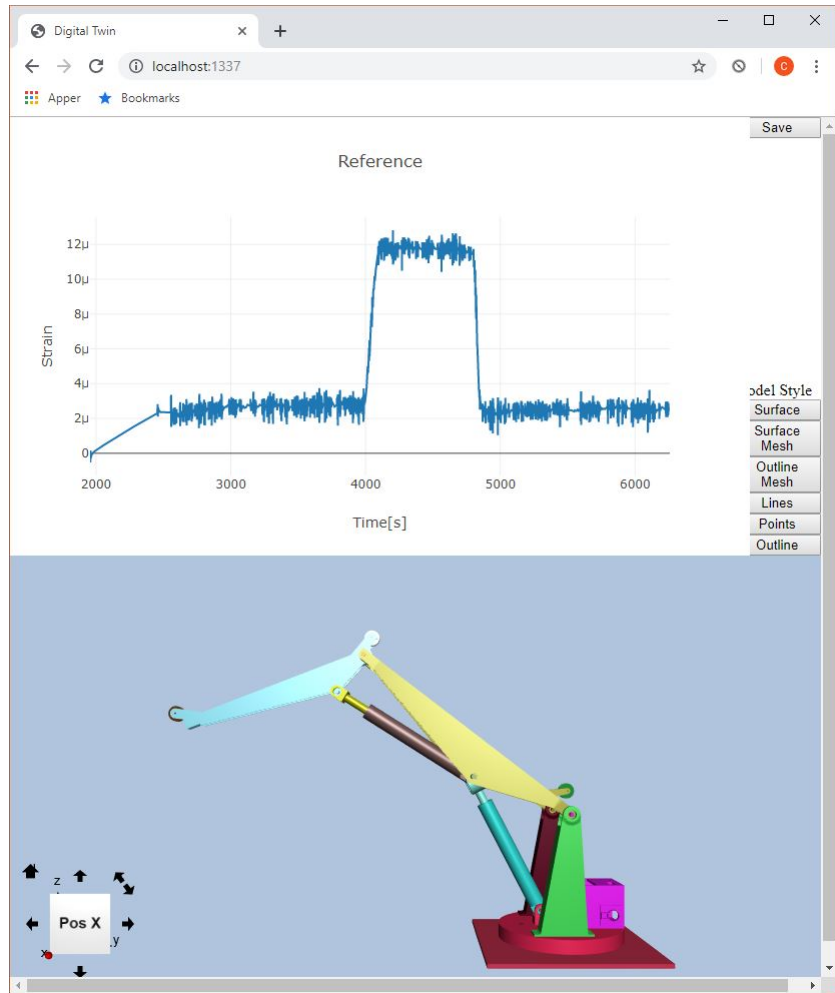 Digital Twin
localhost:1337
C
Apper
Bookmarks
Save
Reference
Strain
12μ
10μ
8μ
6μ
4μ
2μ
0
2000
3000
4000
5000
6000
Time[s]
odel Style
Surface
Surface
Mesh
Outline
Mesh
Lines
Points
Outline
z
Pos X
y
x